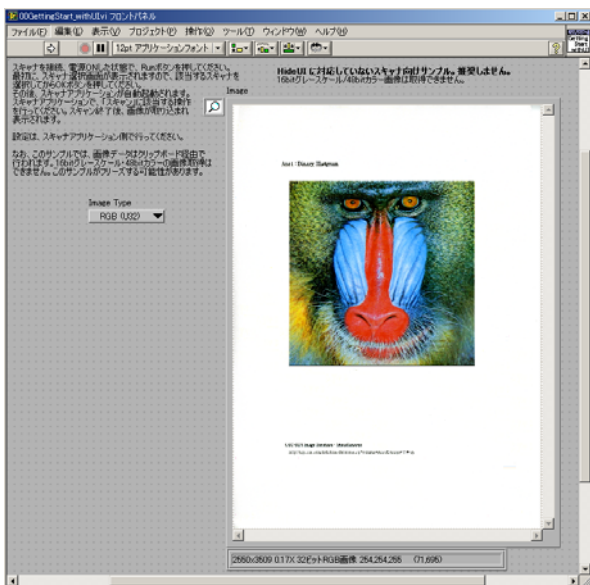 00GettingStart_withUI.vi フロントパネル
ファイル(F) 編集(E) 表示(V) プロジェクト(P) 操作(O) ツール(T) ウィンドウ(W) ヘルプ(H)
12pt アプリケーションフォント
スキャナを接続、電源ONした状態で、Runボタンを押してください。
最初に、スキャナ選択画面が表示されますので、該当するスキャナを
選択してからOKボタンを押してください。
その後、スキャナアプリケーションが自動起動されます。
スキャナアプリケーションで、「スキャン」に該当する操作
を行ってください。スキャン終了後、画像が取り込まれ
表示されます。
設定は、スキャナアプリケーション側で行ってください。
なお、このサンプルでは、画像データはクリップボード経由で
行われます。16bitグレースケール・48bitカラーの画像取得は
できません。このサンプルがフリーズする可能性があります。
Image Type
RGB (U32)
HideUI に対応していないスキャナ向けサンプル。推奨しません。
16bitグレースケール/48bitカラー画像は取得できません。
Image
2550x3509 0.17X 32ビットRGB画像 254,254,255 (71,695)